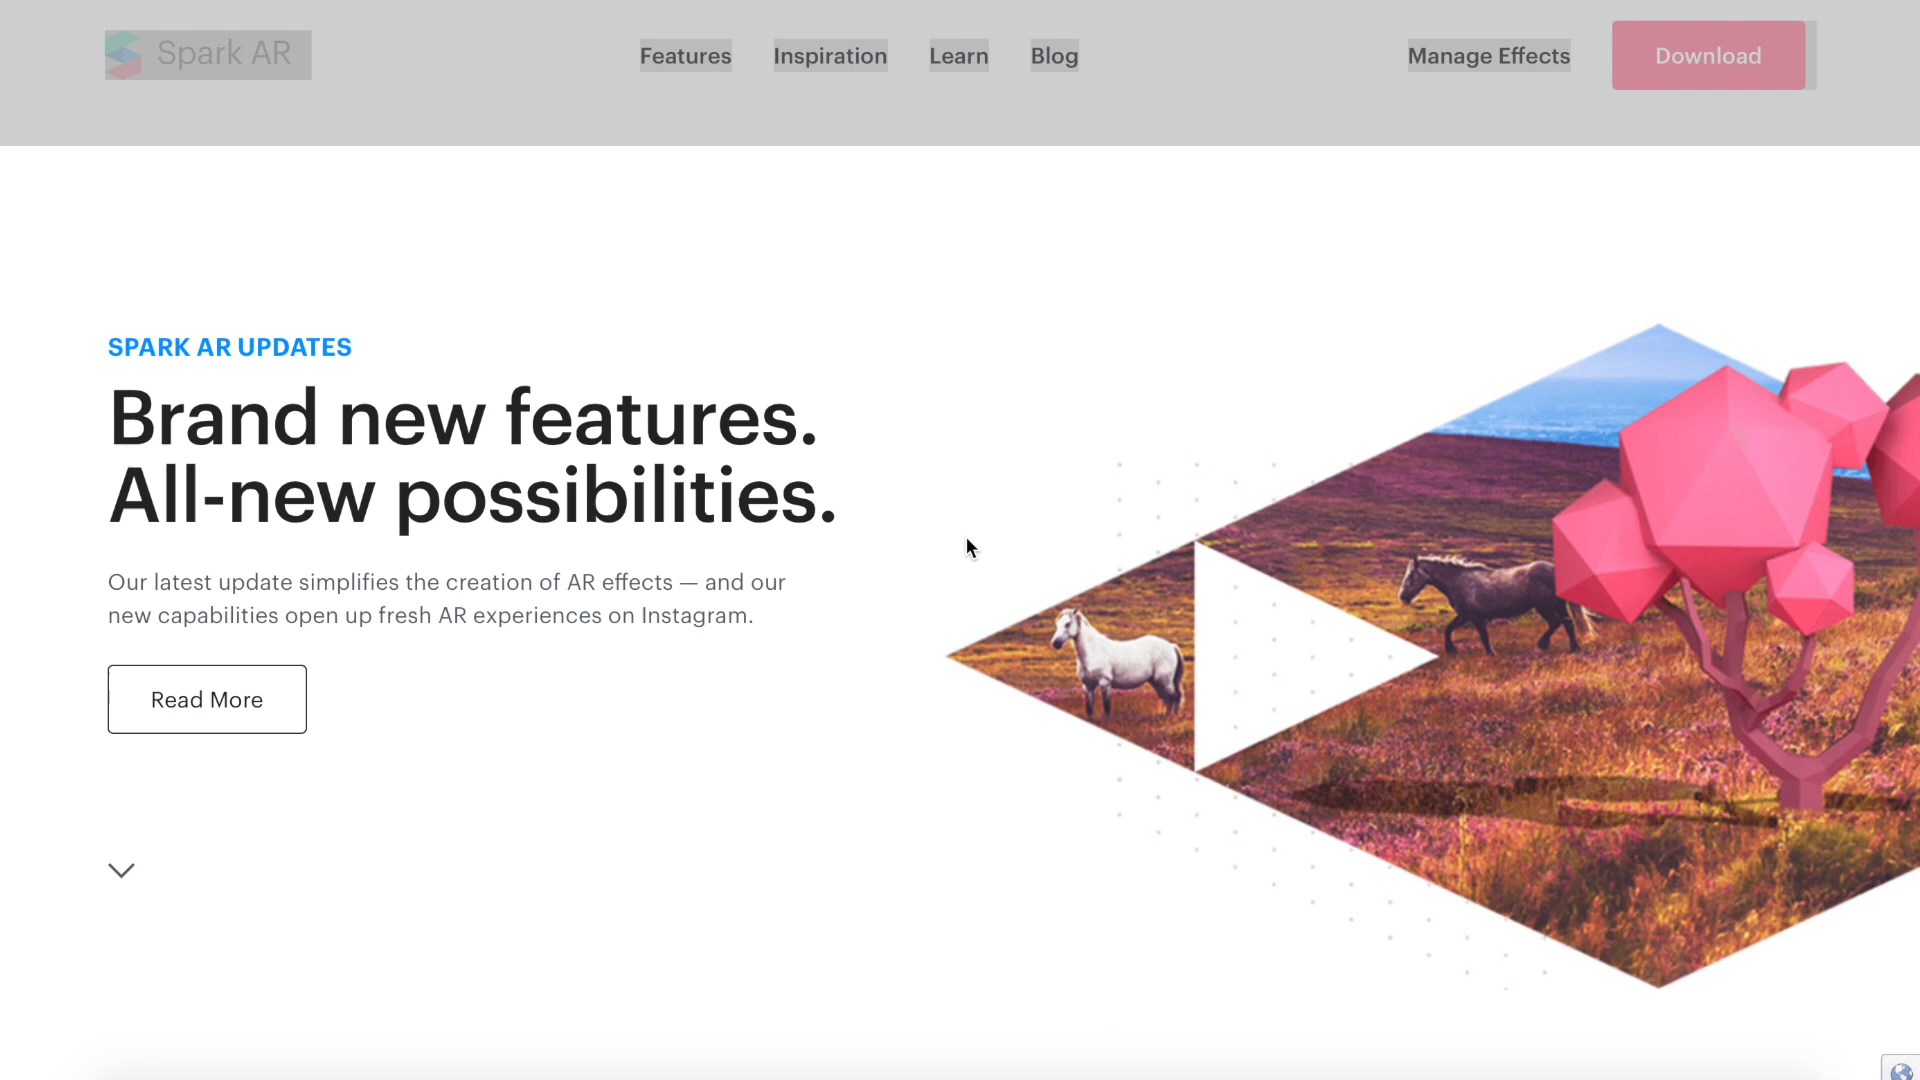 Spark AR
Features
Inspiration
Learn
Blog
Manage Effects
Download
SPARK AR UPDATES
Brand new features.
All-new possibilities.
Our latest update simplifies the creation of AR effects — and our
new capabilities open up fresh AR experiences on Instagram.
Read More